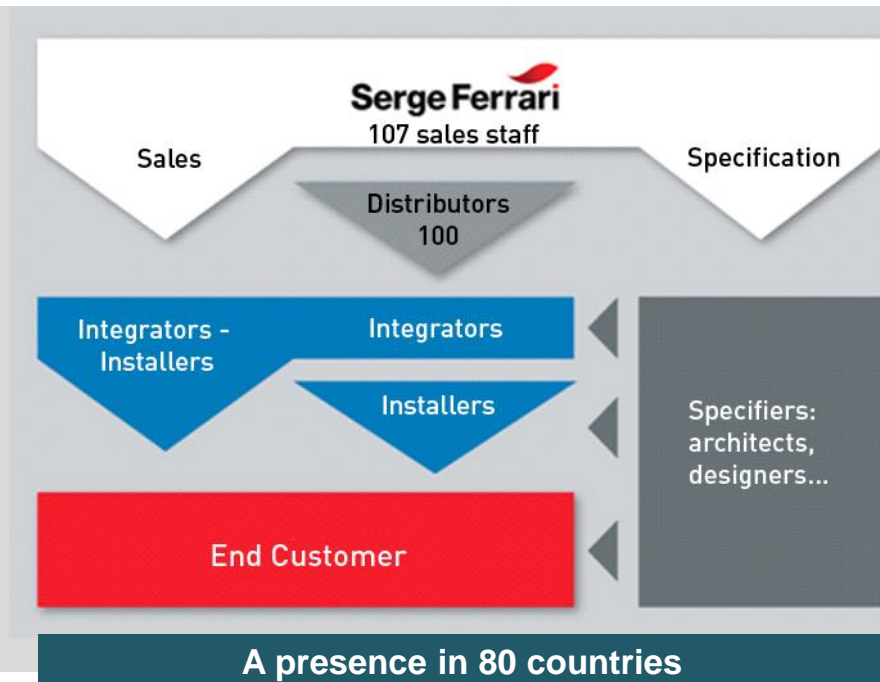 Serge Ferrari
107 sales staff
Sales
Specification
Distributors
100
Integrators -
Installers
Integrators
Installers
Specifiers:
architects,
designers...
End Customer
A presence in 80 countries